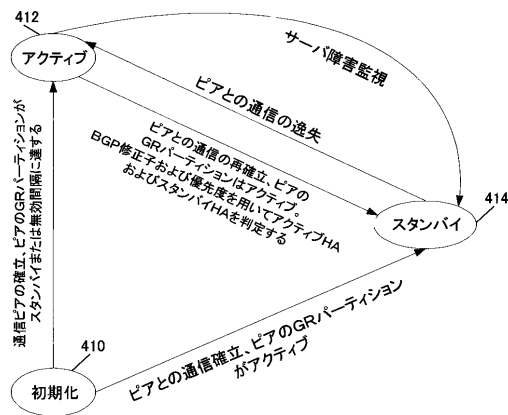 412
アクティブ
サーバ障害監視
ピアとの通信の逸失
ピアとの通信の再確立、ピアの
GRパーティションはアクティブ。
BGP修正子および優先度を用いてアクティブHA
およびスタンバイHAを判定する
スタンバイ
414
通信ピアの確立、ピアのGRパーティションが
スタンバイまたは無効間隔に達する
410
初期化
ピアとの通信確立、ピアのGRパーティション
がアクティブ